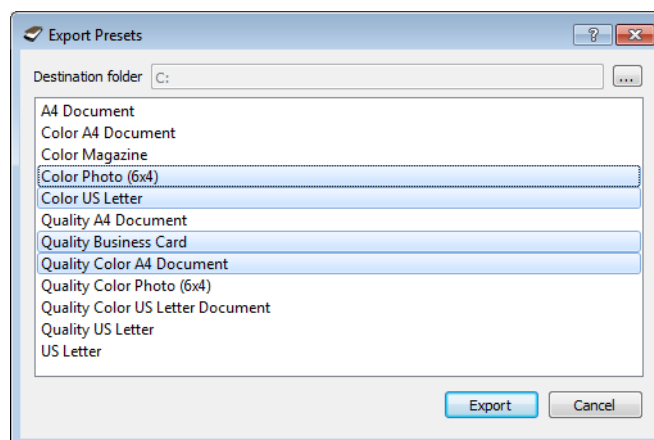 Export Presets
Destination folder C: ...
A4 Document
Color A4 Document
Color Magazine
Color Photo (6x4)
Color US Letter
Quality A4 Document
Quality Business Card
Quality Color A4 Document
Quality Color Photo (6x4)
Quality Color US Letter Document
Quality US Letter
US Letter
Export Cancel